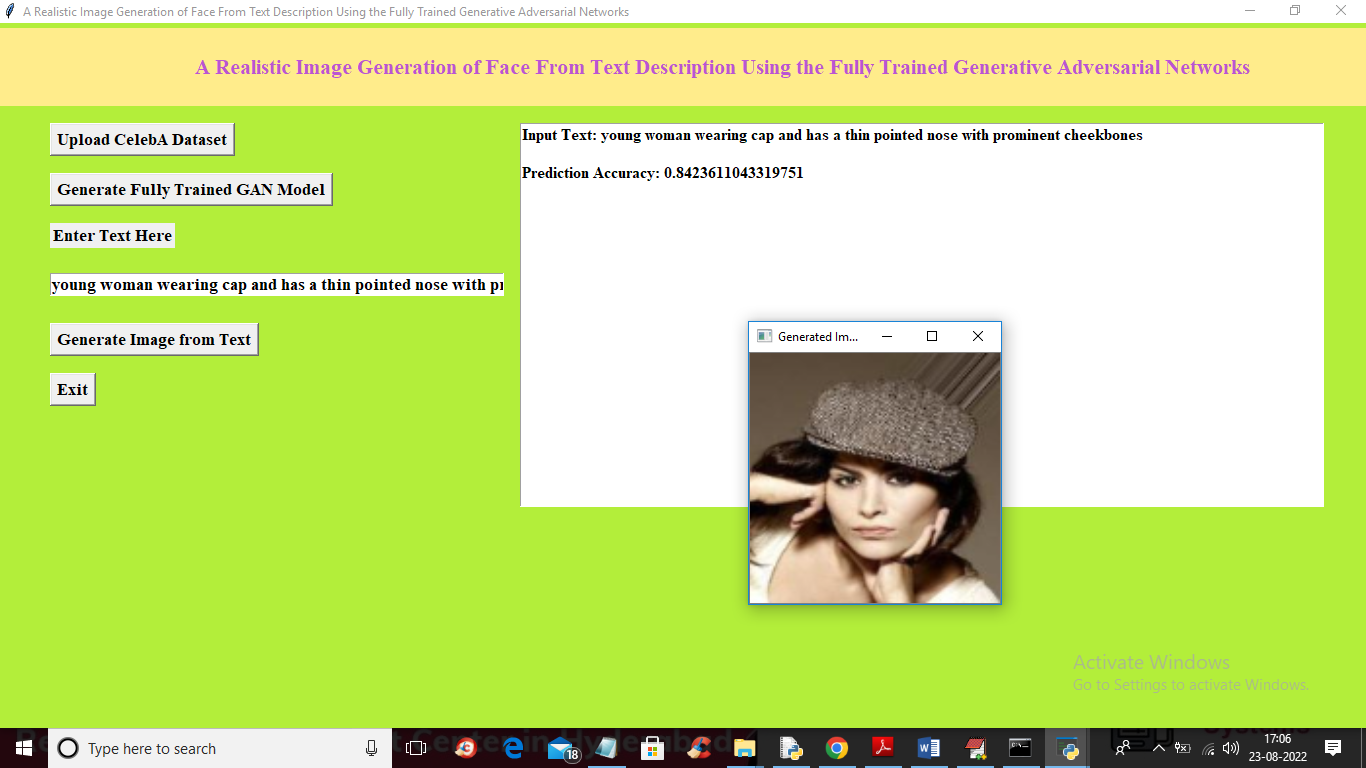 A Realistic Image Generation of Face From Text Description Using the Fully Trained Generative Adversarial Networks
A Realistic Image Generation of Face From Text Description Using the Fully Trained Generative Adversarial Networks
Upload CelebA Dataset
Generate Fully Trained GAN Model
Enter Text Here
young woman wearing cap and has a thin pointed nose with
Generate Image from Text
Exit
Input Text: young woman wearing cap and has a thin pointed nose with prominent cheekbones
Prediction Accuracy: 0.8423611043319751
Generated Im...
Activate Windows
Go to Settings to activate Windows.
Type here to search
18
17:06
23-08-2022